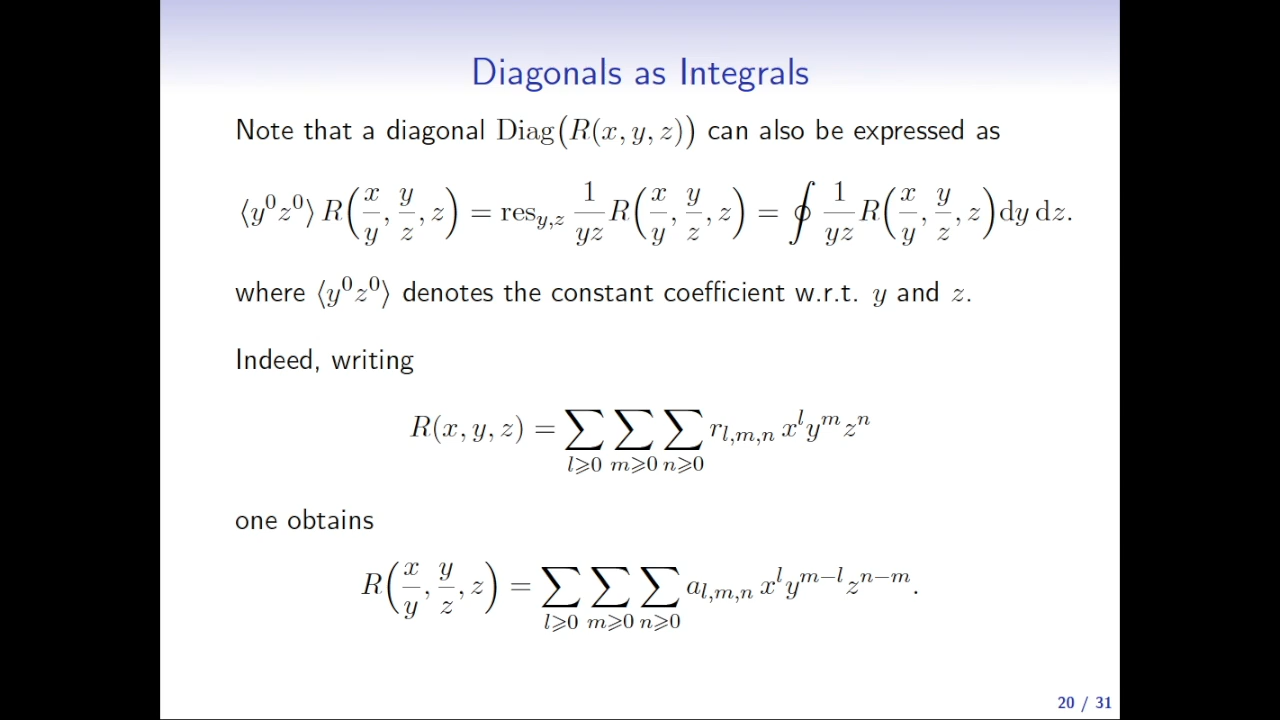 Diagonals as Integrals
Note that a diagonal Diag(R(x, y, z)) can also be expressed as
⟨y⁰z⁰⟩ R(x/y, y/z, z) = res_{y,z} 1/(yz) R(x/y, y/z, z) = ∮ 1/(yz) R(x/y, y/z, z) dy dz.
where ⟨y⁰z⁰⟩ denotes the constant coefficient w.r.t. y and z.
Indeed, writing
R(x, y, z) = ∑_{l⩾0} ∑_{m⩾0} ∑_{n⩾0} r_{l,m,n} x^l y^m z^n
one obtains
R(x/y, y/z, z) = ∑_{l⩾0} ∑_{m⩾0} ∑_{n⩾0} a_{l,m,n} x^l y^{m−l} z^{n−m}.
20 / 31